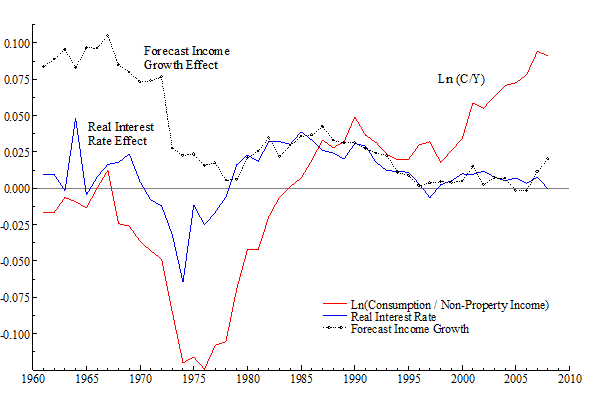 0.100
Forecast Income
Growth Effect
Ln (C/Y)
0.075
0.050
Real Interest
Rate Effect
0.025
0.000
-0.025
-0.050
-0.075
Ln(Consumption / Non-Property Income)
Real Interest Rate
Forecast Income Growth
-0.100
1960 1965 1970 1975 1980 1985 1990 1995 2000 2005 2010